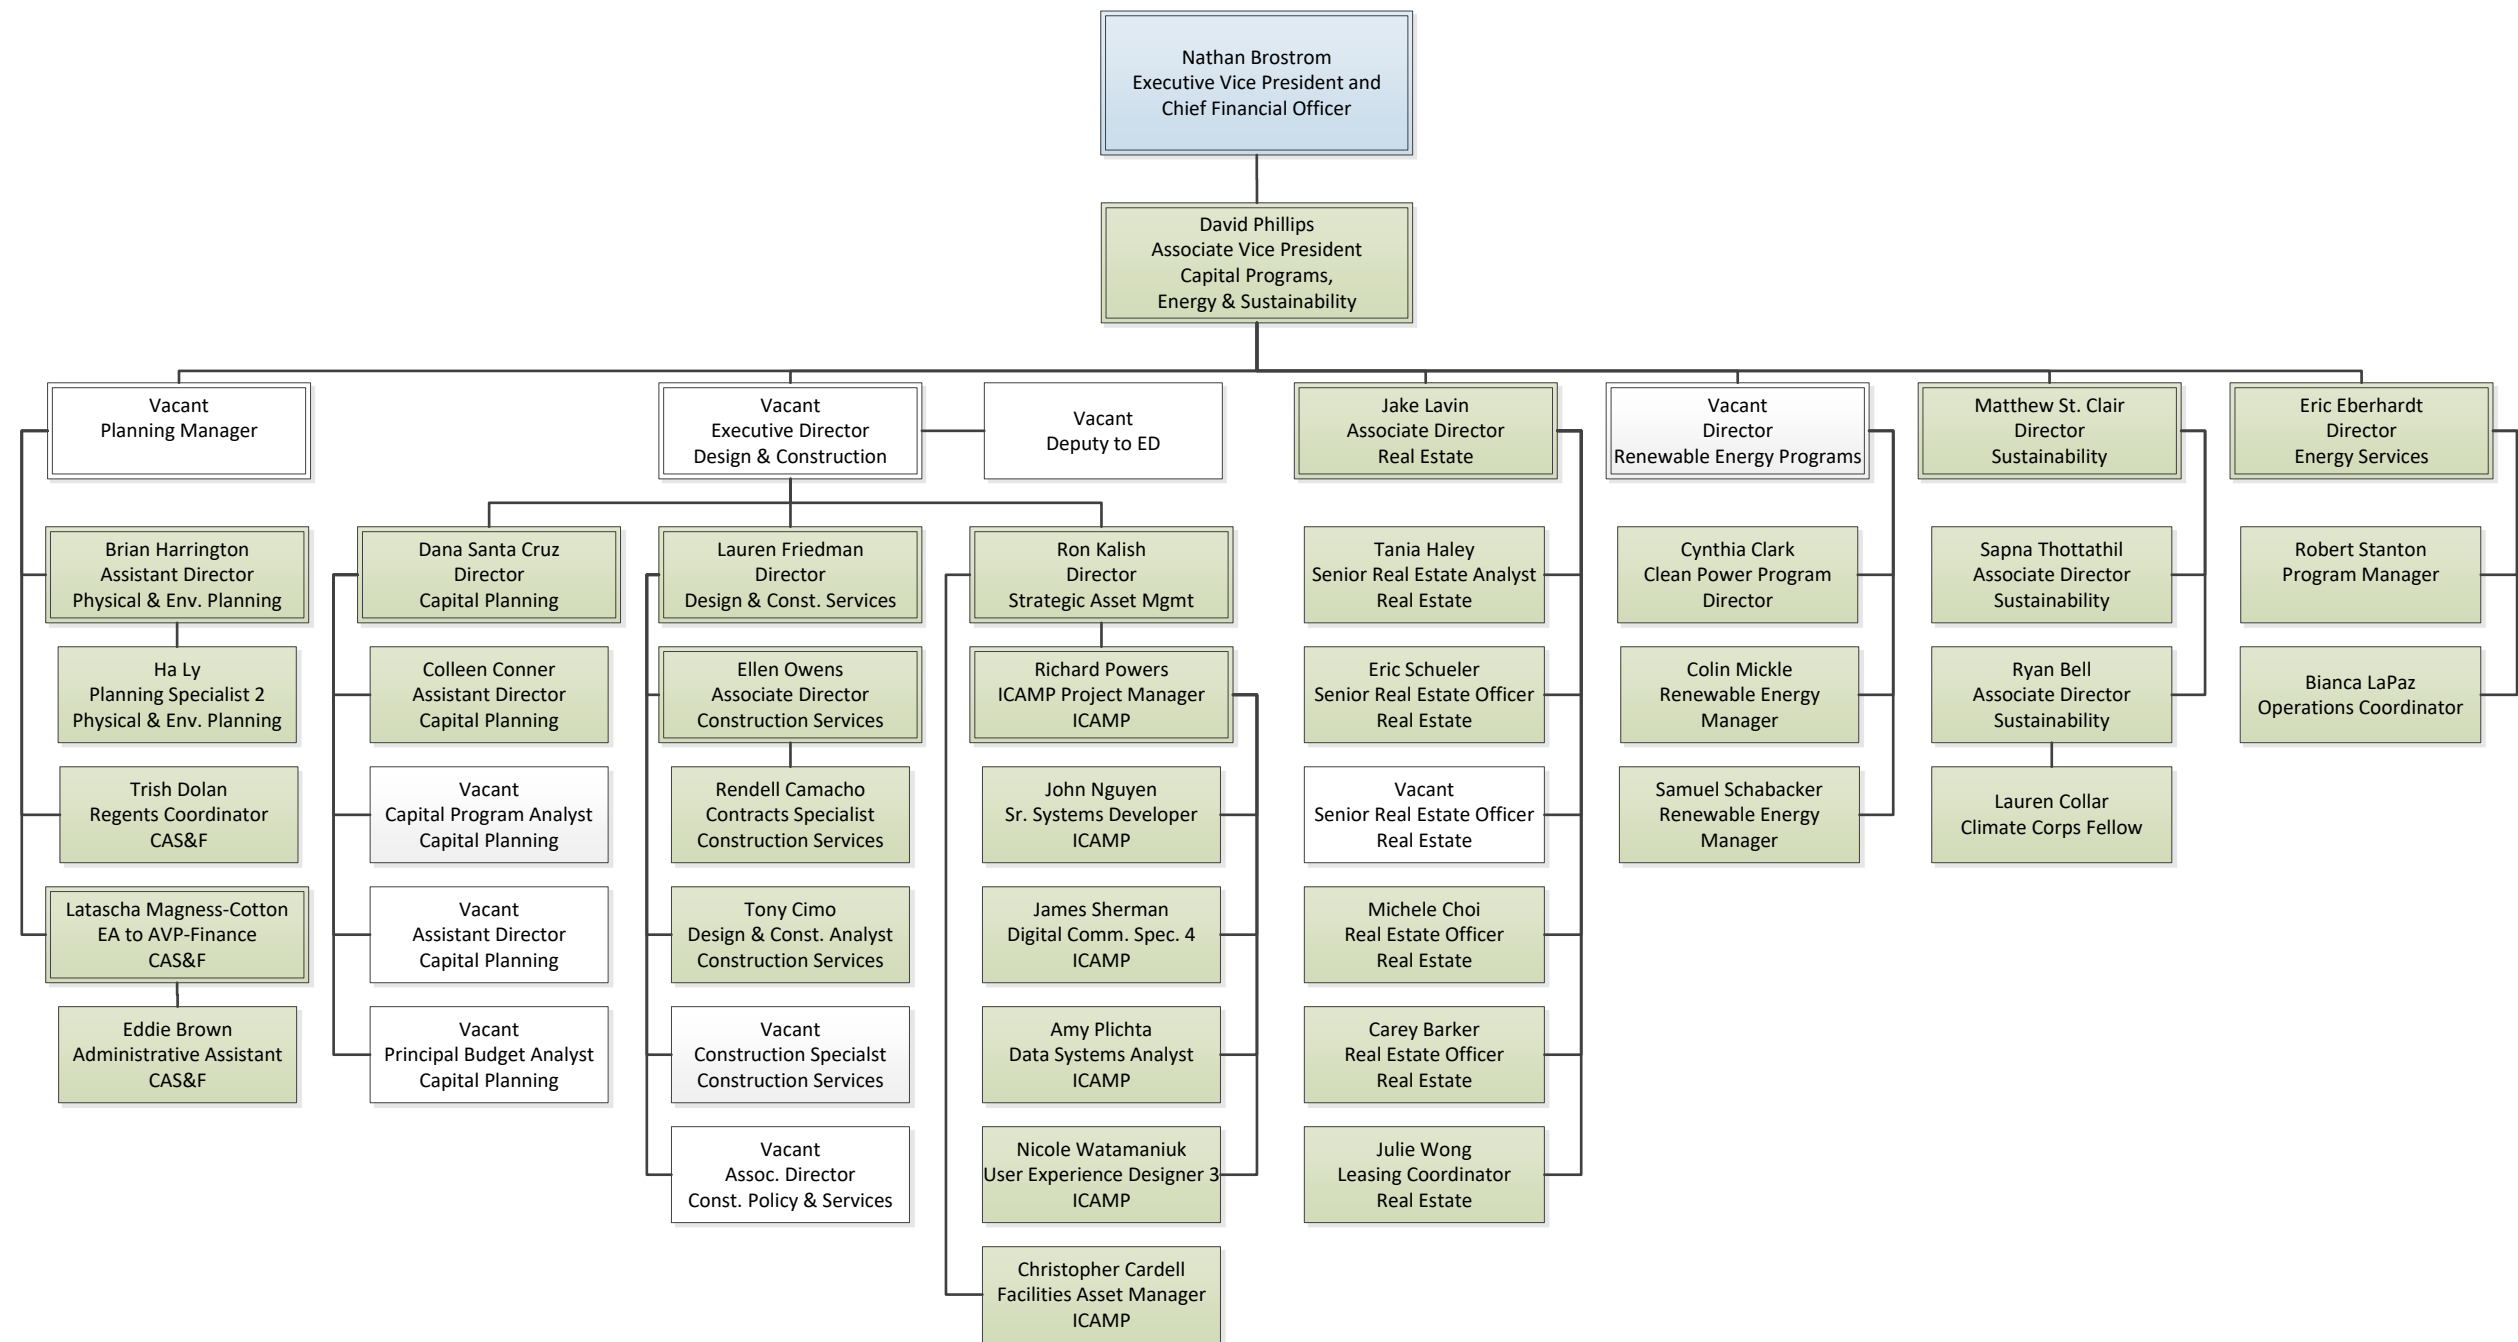 Nathan Brostrom
Executive Vice President and
Chief Financial Officer
David Phillips
Associate Vice President
Capital Programs,
Energy & Sustainability
Vacant
Planning Manager
Vacant
Executive Director
Design & Construction
Vacant
Deputy to ED
Jake Lavin
Associate Director
Real Estate
Vacant
Director
Renewable Energy Programs
Matthew St. Clair
Director
Sustainability
Eric Eberhardt
Director
Energy Services
Brian Harrington
Assistant Director
Physical & Env. Planning
Dana Santa Cruz
Director
Capital Planning
Lauren Friedman
Director
Design & Const. Services
Ron Kalish
Director
Strategic Asset Mgmt
Tania Haley
Senior Real Estate Analyst
Real Estate
Cynthia Clark
Clean Power Program
Director
Sapna Thottathil
Associate Director
Sustainability
Robert Stanton
Program Manager
Ha Ly
Planning Specialist 2
Physical & Env. Planning
Colleen Conner
Assistant Director
Capital Planning
Ellen Owens
Associate Director
Construction Services
Richard Powers
ICAMP Project Manager
ICAMP
Eric Schueler
Senior Real Estate Officer
Real Estate
Colin Mickle
Renewable Energy
Manager
Ryan Bell
Associate Director
Sustainability
Bianca LaPaz
Operations Coordinator
Trish Dolan
Regents Coordinator
CAS&F
Vacant
Capital Program Analyst
Capital Planning
Rendell Camacho
Contracts Specialist
Construction Services
John Nguyen
Sr. Systems Developer
ICAMP
Vacant
Senior Real Estate Officer
Real Estate
Samuel Schabacker
Renewable Energy
Manager
Lauren Collar
Climate Corps Fellow
Latascha Magness-Cotton
EA to AVP-Finance
CAS&F
Vacant
Assistant Director
Capital Planning
Tony Cimo
Design & Const. Analyst
Construction Services
James Sherman
Digital Comm. Spec. 4
ICAMP
Michele Choi
Real Estate Officer
Real Estate
Eddie Brown
Administrative Assistant
CAS&F
Vacant
Principal Budget Analyst
Capital Planning
Vacant
Construction Specialst
Construction Services
Amy Plichta
Data Systems Analyst
ICAMP
Carey Barker
Real Estate Officer
Real Estate
Vacant
Assoc. Director
Const. Policy & Services
Nicole Watamaniuk
User Experience Designer 3
ICAMP
Julie Wong
Leasing Coordinator
Real Estate
Christopher Cardell
Facilities Asset Manager
ICAMP